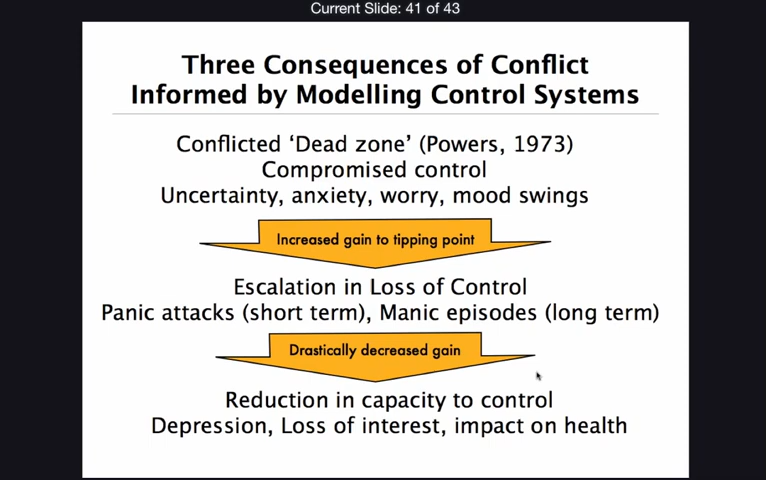 Current Slide: 41 of 43
Three Consequences of Conflict
Informed by Modelling Control Systems
Conflicted ‘Dead zone’ (Powers, 1973)
Compromised control
Uncertainty, anxiety, worry, mood swings
Increased gain to tipping point
Escalation in Loss of Control
Panic attacks (short term), Manic episodes (long term)
Drastically decreased gain
Reduction in capacity to control
Depression, Loss of interest, impact on health